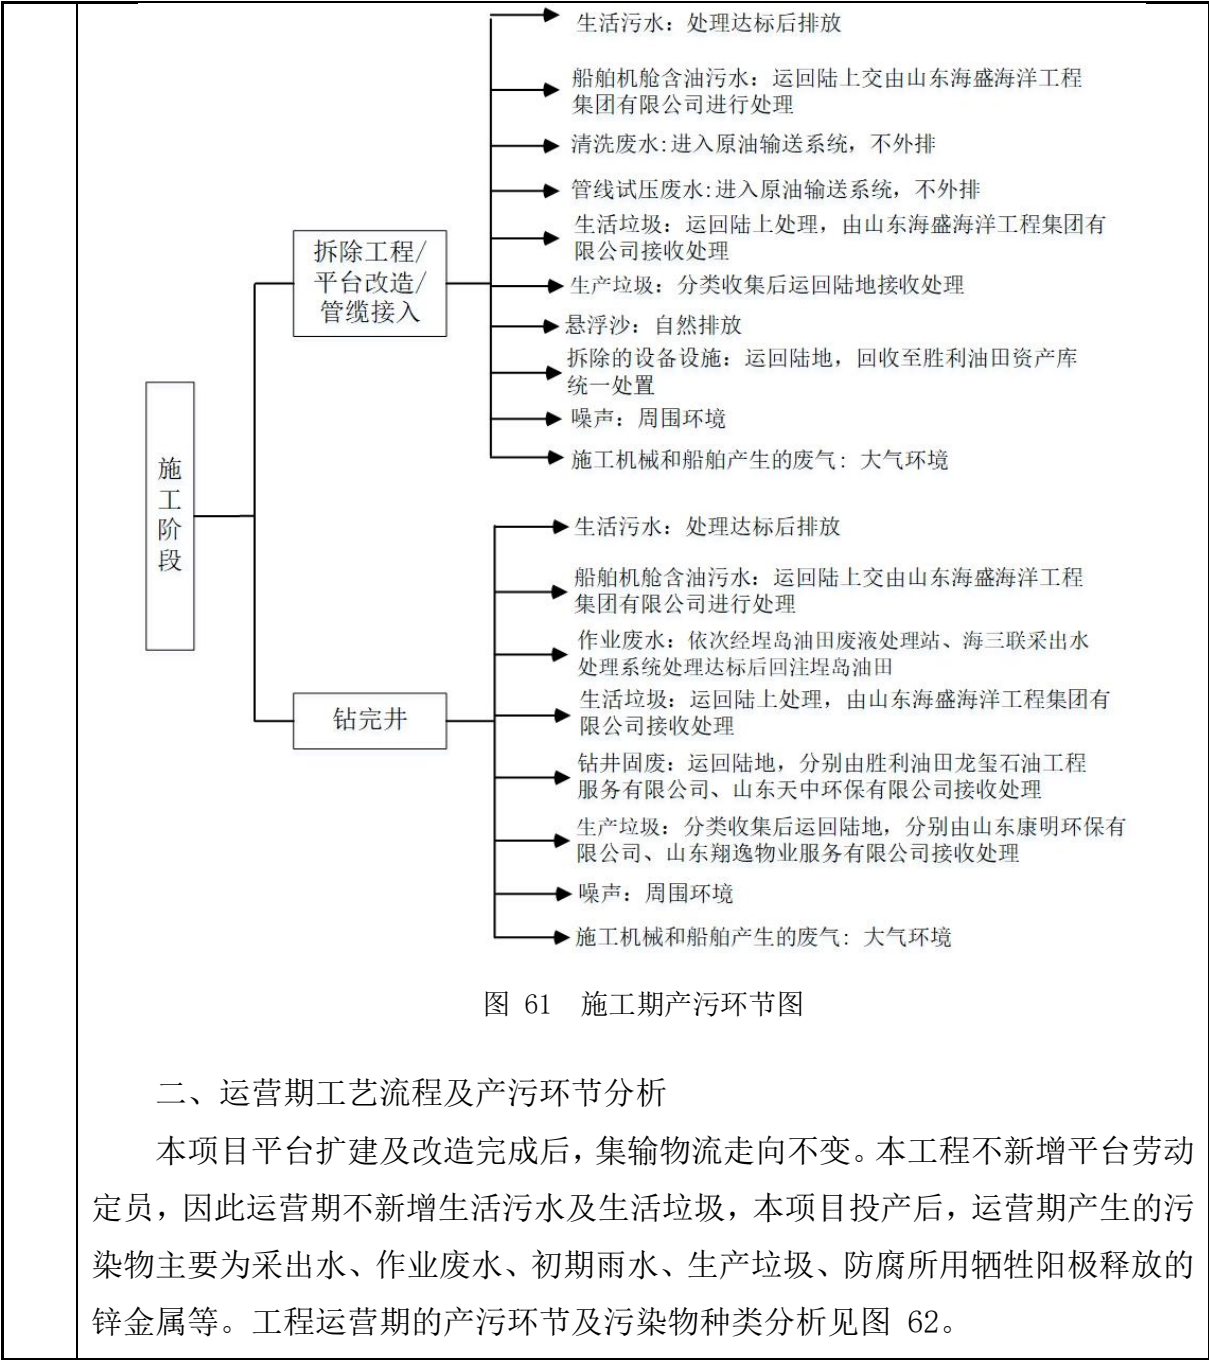 生活污水：处理达标后排放
船舶机舱含油污水：运回陆上交由山东海盛海洋工程
集团有限公司进行处理
清洗废水:进入原油输送系统，不外排
管线试压废水:进入原油输送系统，不外排
生活垃圾：运回陆上处理，由山东海盛海洋工程集团有
限公司接收处理
拆除工程/
平台改造/
管缆接入
生产垃圾：分类收集后运回陆地接收处理
悬浮沙：自然排放
拆除的设备设施：运回陆地，回收至胜利油田资产库
统一处置
噪声：周围环境
施工机械和船舶产生的废气：大气环境
施
工
阶
段
生活污水：处理达标后排放
船舶机舱含油污水：运回陆上交由山东海盛海洋工程
集团有限公司进行处理
作业废水：依次经埕岛油田废液处理站、海三联采出水
处理系统处理达标后回注埕岛油田
生活垃圾：运回陆上处理，由山东海盛海洋工程集团有
限公司接收处理
钻完井
钻井固废：运回陆地，分别由胜利油田龙玺石油工程
服务有限公司、山东天中环保有限公司接收处理
生产垃圾：分类收集后运回陆地，分别由山东康明环保有
限公司、山东翔逸物业服务有限公司接收处理
噪声：周围环境
施工机械和船舶产生的废气：大气环境
图 61 施工期产污环节图
二、运营期工艺流程及产污环节分析
本项目平台扩建及改造完成后，集输物流走向不变。本工程不新增平台劳动
定员，因此运营期不新增生活污水及生活垃圾，本项目投产后，运营期产生的污
染物主要为采出水、作业废水、初期雨水、生产垃圾、防腐所用牺牲阳极释放的
锌金属等。工程运营期的产污环节及污染物种类分析见图 62。